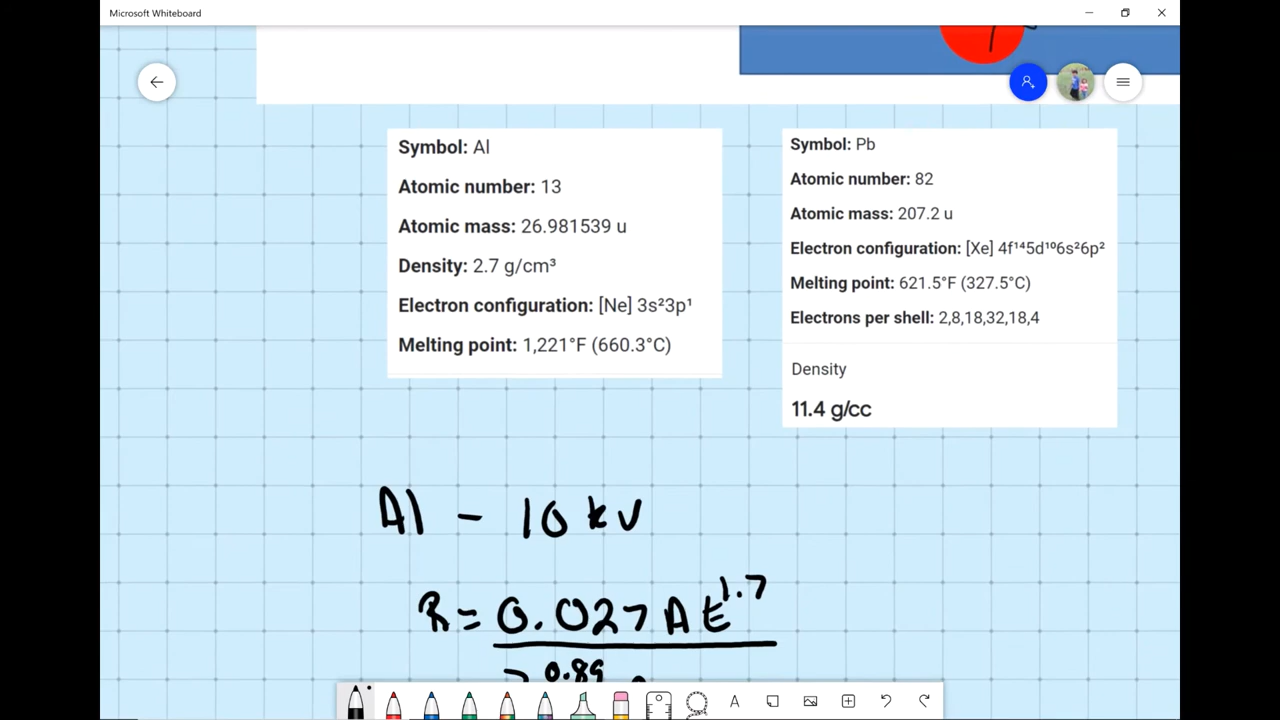 Microsoft Whiteboard
Symbol: Al
Atomic number: 13
Atomic mass: 26.981539 u
Density: 2.7 g/cm³
Electron configuration: [Ne] 3s²3p¹
Melting point: 1,221°F (660.3°C)
Symbol: Pb
Atomic number: 82
Atomic mass: 207.2 u
Electron configuration: [Xe] 4f¹⁴5d¹⁰6s²6p²
Melting point: 621.5°F (327.5°C)
Electrons per shell: 2,8,18,32,18,4
Density
11.4 g/cc
Al - 10 kv
R = 0.027 A E^1.7
0.89
A